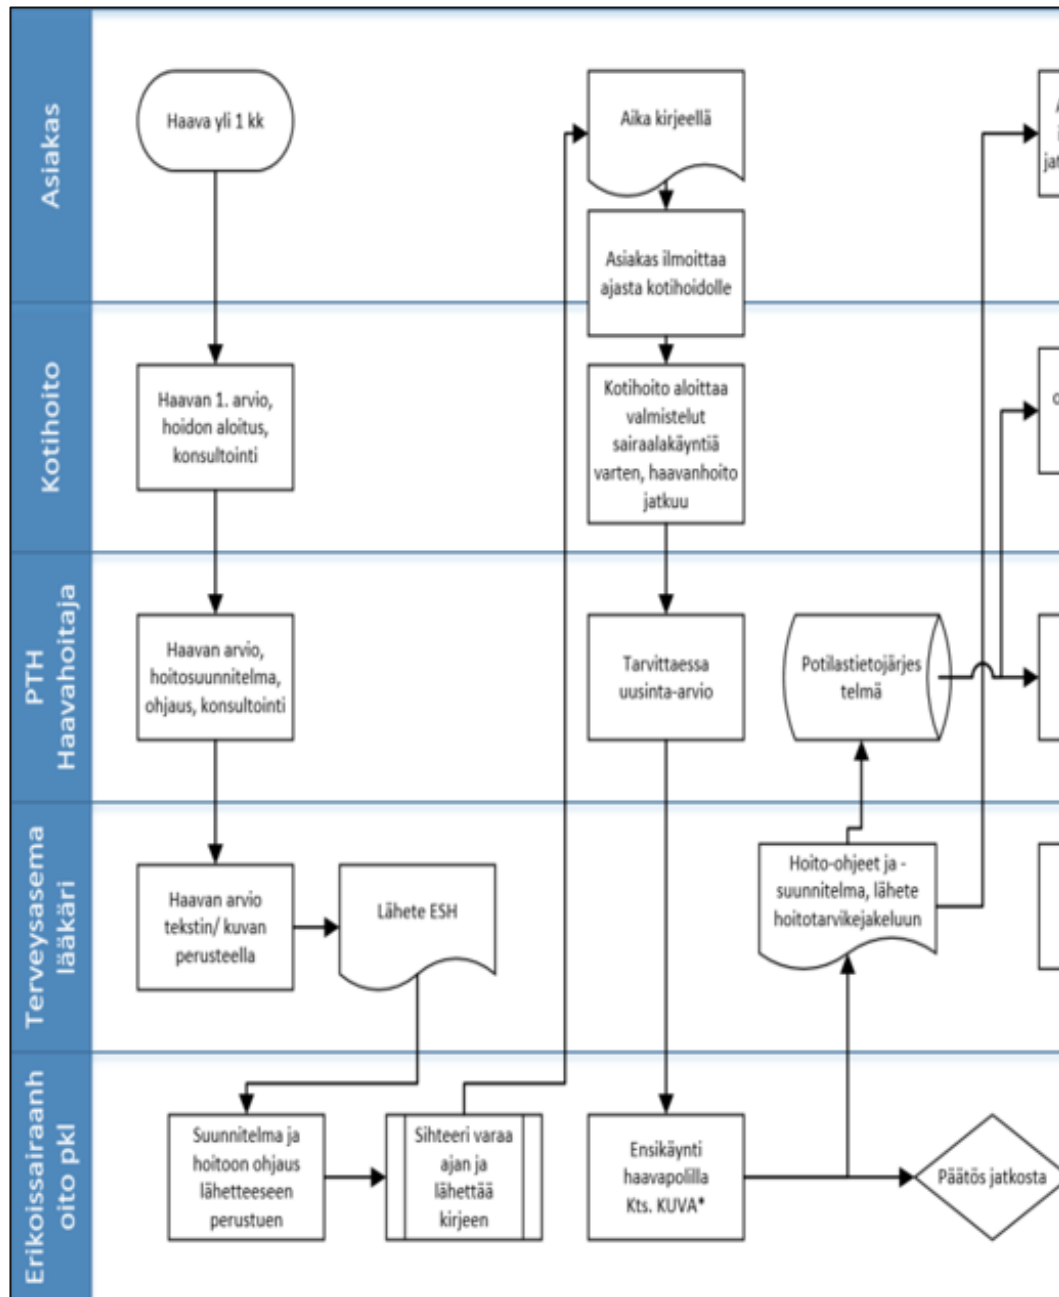 Asiakas
Haava yli 1 kk
Aika kirjeellä
Asiakas ilmoittaa
ajasta kotihoidolle
Kotihoito
Haavan 1. arvio,
hoidon aloitus,
konsultointi
Kotihoito aloittaa
valmistelut
sairaalakäyntiä
varten, haavanhoito
jatkuu
PTH
Haavahoitaja
Haavan arvio,
hoitosuunnitelma,
ohjaus, konsultointi
Tarvittaessa
uusinta-arvio
Potilastietojärjes
telmä
Terveysasema
lääkäri
Haavan arvio
tekstin/ kuvan
perusteella
Lähete ESH
Hoito-ohjeet ja -
suunnitelma, lähete
hoitotarvikejakeluun
Erikoissairaanh
oito pkl
Suunnitelma ja
hoitoon ohjaus
lähetteeseen
perustuen
Sihteeri varaa
ajan ja
lähettää
kirjeen
Ensikäynti
haavapolilla
Kts. KUVA*
Päätös jatkosta